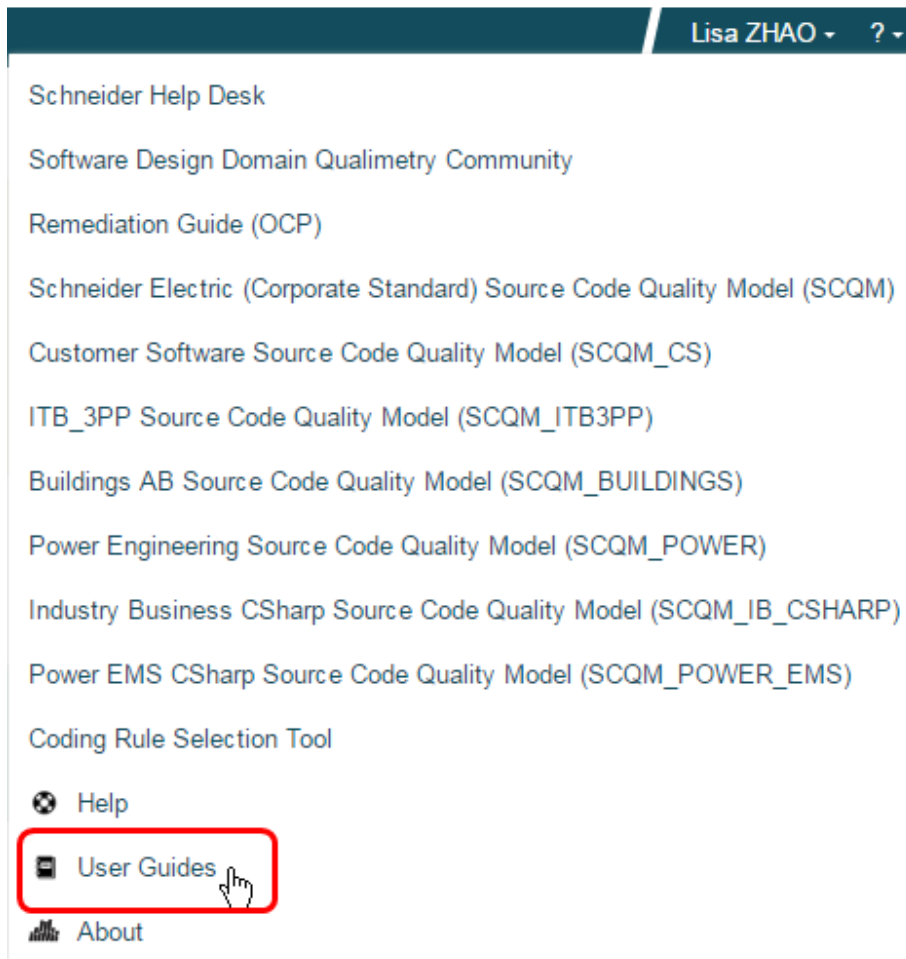 Lisa ZHAO ?
Schneider Help Desk
Software Design Domain Qualimetry Community
Remediation Guide (OCP)
Schneider Electric (Corporate Standard) Source Code Quality Model (SCQM)
Customer Software Source Code Quality Model (SCQM_CS)
ITB_3PP Source Code Quality Model (SCQM_ITB3PP)
Buildings AB Source Code Quality Model (SCQM_BUILDINGS)
Power Engineering Source Code Quality Model (SCQM_POWER)
Industry Business CSharp Source Code Quality Model (SCQM_IB_CSHARP)
Power EMS CSharp Source Code Quality Model (SCQM_POWER_EMS)
Coding Rule Selection Tool
Help
User Guides
About